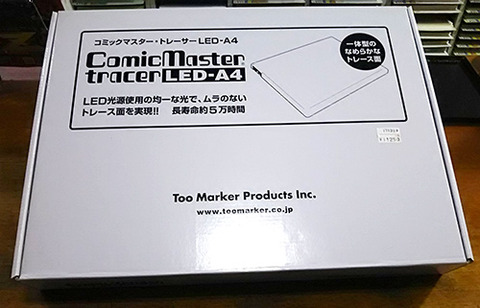 コミックマスター・トレーサーLED-A4
ComicMaster
tracer LED-A4
一体型の
なめらかな
トレース面
LED光源使用の均一な光で、ムラのない
トレース面を実現!! 長寿命約5万時間
Too Marker Products Inc.
www.toomarker.co.jp